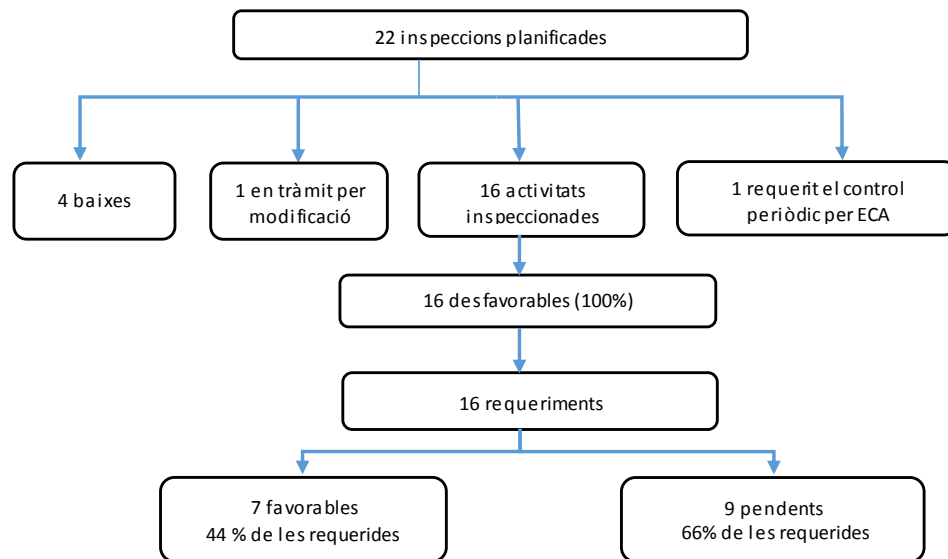 22 inspeccions planificades
4 baixes
1 en tràmit per
modificació
16 activitats
inspeccionades
1 requerit el control
periòdic per ECA
16 desfavorables (100%)
16 requeriments
7 favorables
44 % de les requerides
9 pendents
66% de les requerides